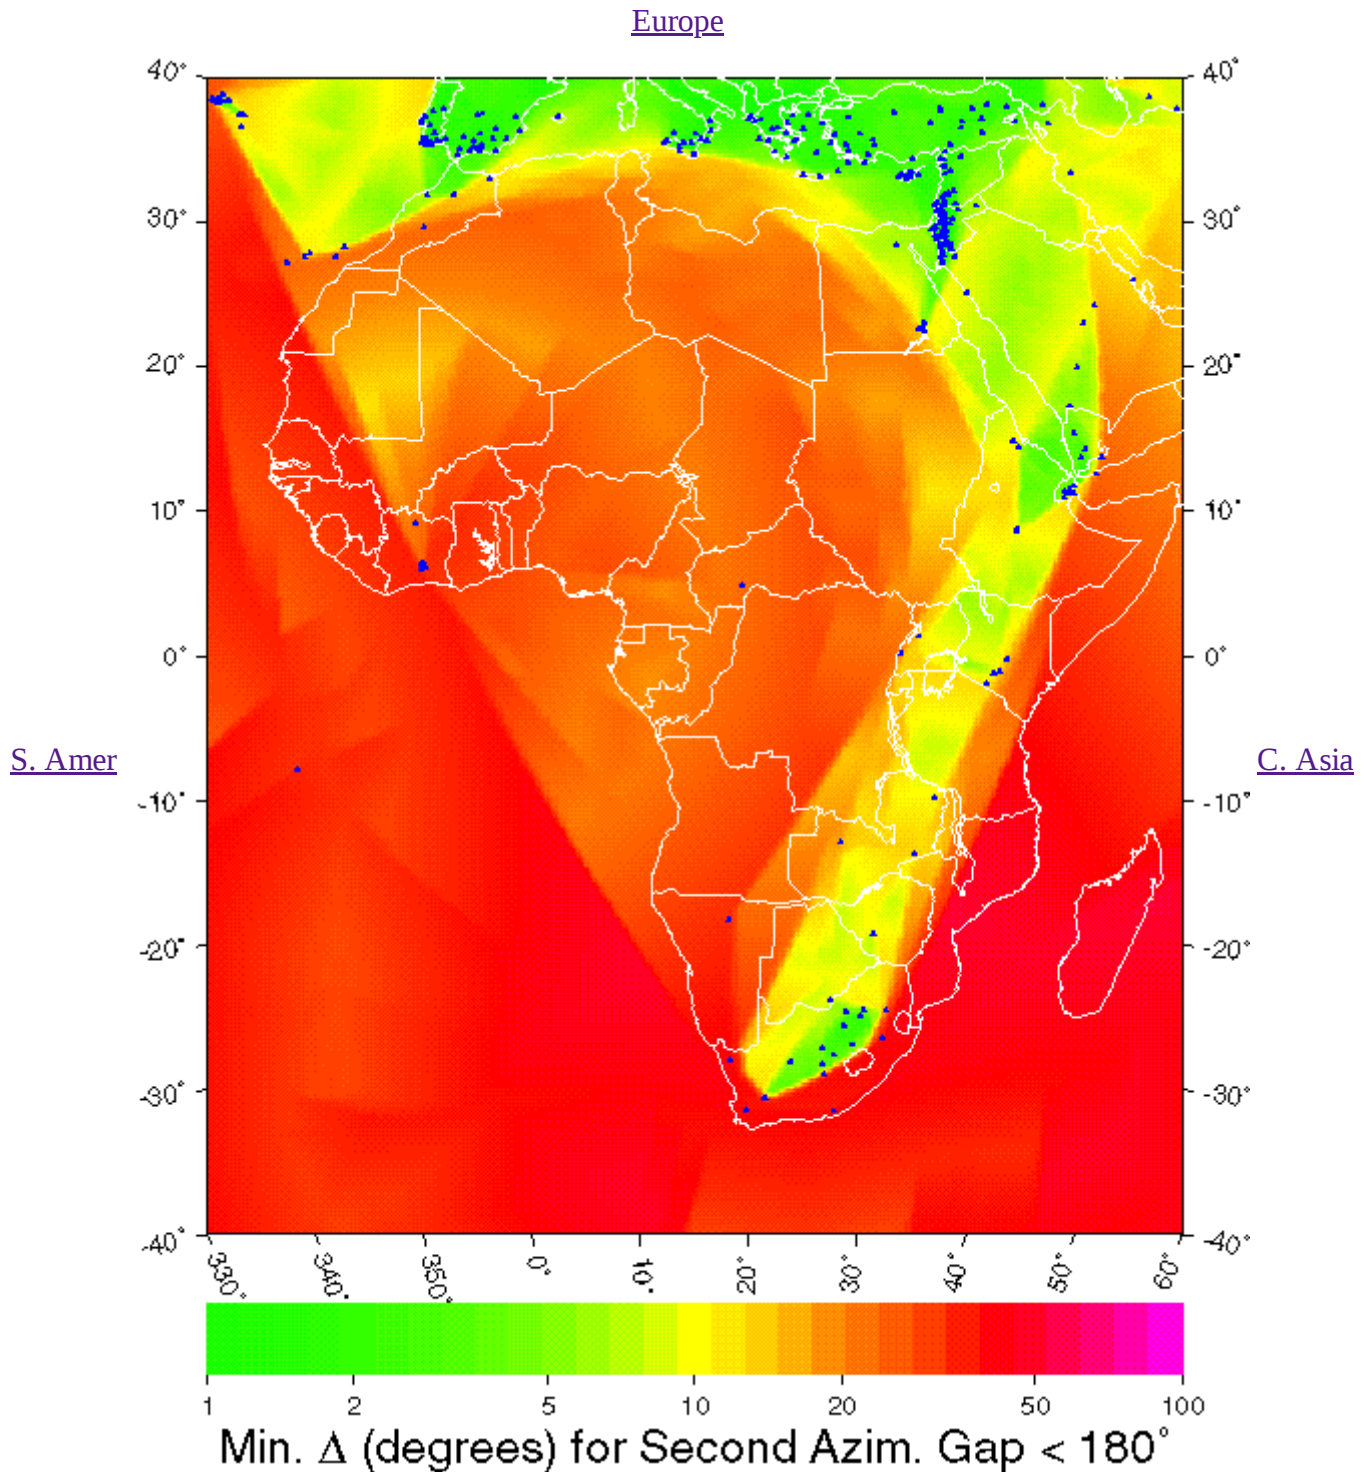 Europe
40° 40°
30° 30°
20° 20°
10° 10°
0° 0°
S. Amer C. Asia
-10° -10°
-20° -20°
-30° -30°
-40° -40°
330° 340° 350° 0° 10° 20° 30° 40° 50° 60°
1 2 5 10 20 50 100
Min. Δ (degrees) for Second Azim. Gap < 180°